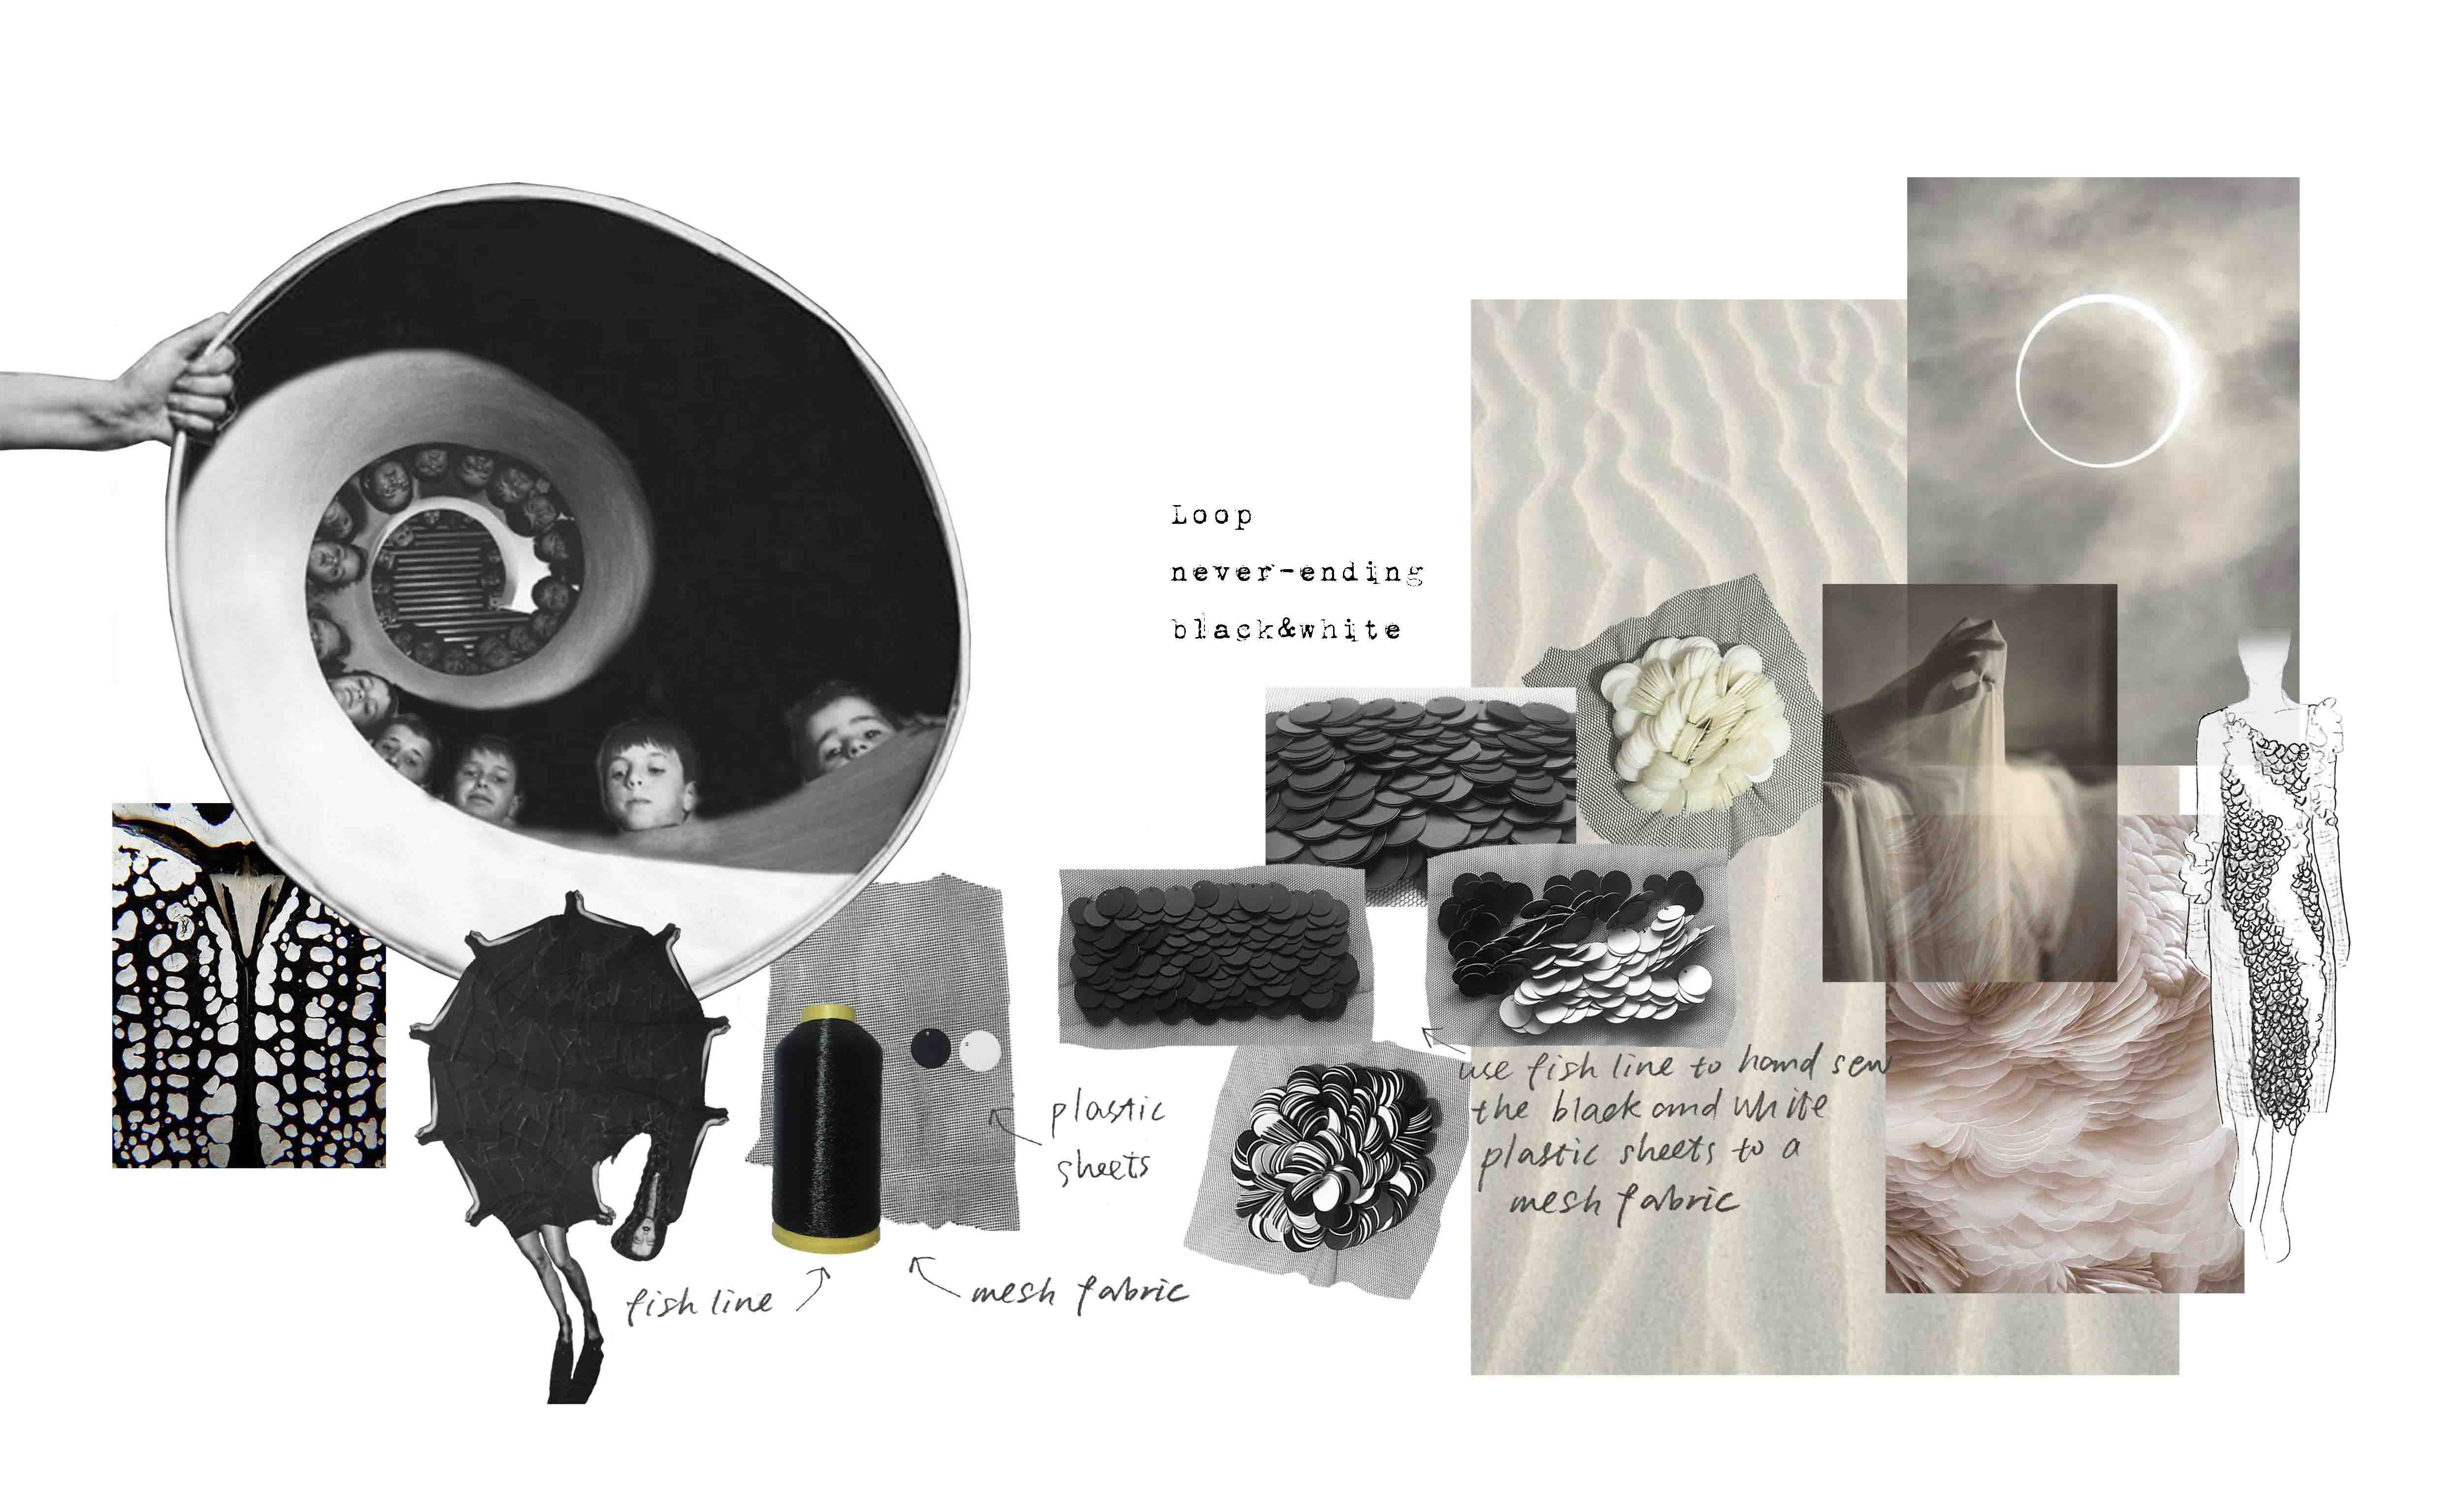 Loop
never-ending
black&white
plastic
sheets
fish line
mesh fabric
use fish line to hand sew
the black and white
plastic sheets to a
mesh fabric